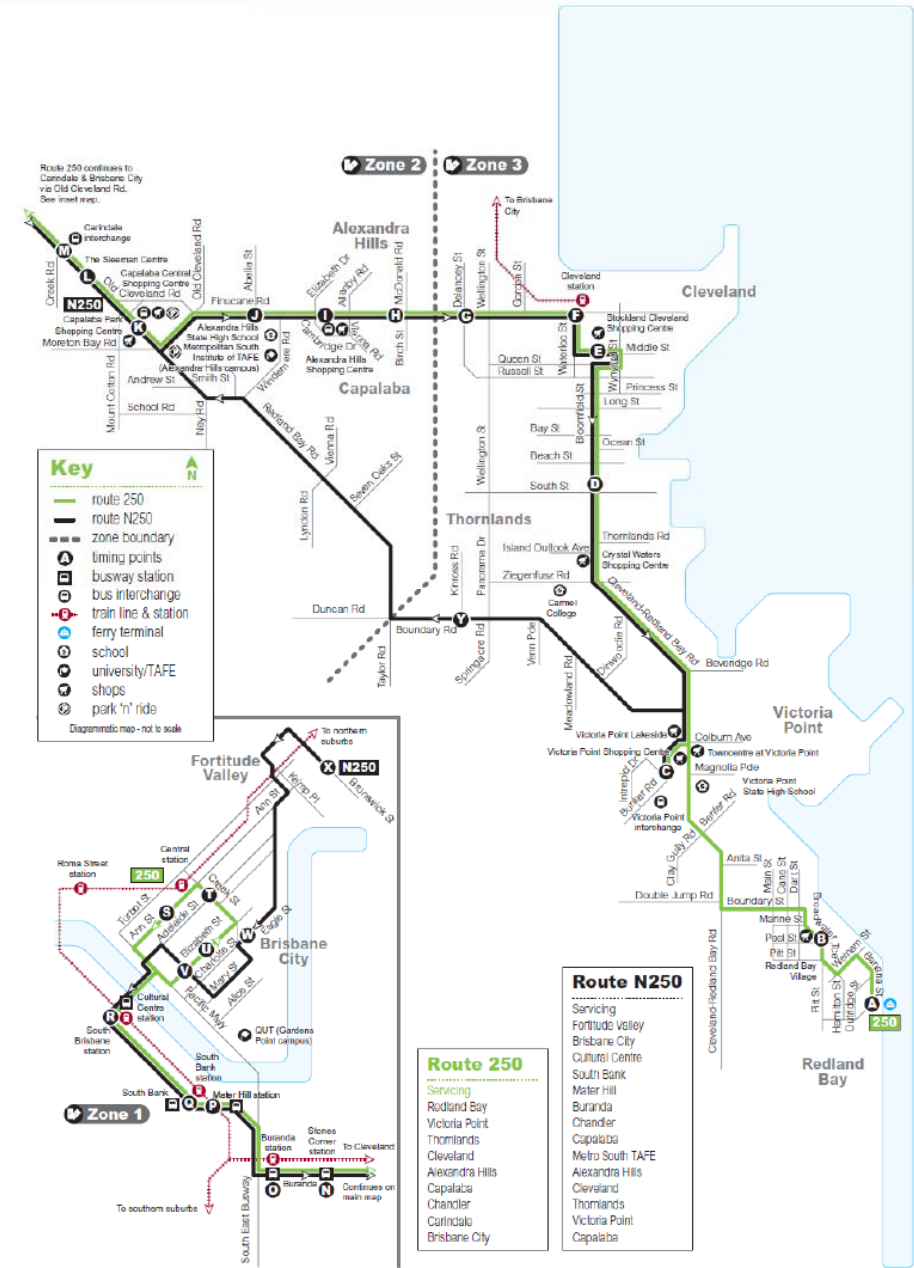 Route 250 continues to
Carindale & Brisbane City
via Old Cleveland Rd.
See inset map.
Zone 2
Zone 3
To Brisbane
City
Carindale
interchange
M
Creek Rd
The Sleeman Centre
L
Old
Cleveland Rd
Capalaba Central
Shopping Centre
N250
Capalaba Park
Shopping Centre
K
Moreton Bay Rd
Old Cleveland Rd
Finucane Rd
Abelia St
J
Alexandra
Hills
Elizabeth Dr
Allenby Rd
I
McDonald Rd
H
Delancey St
G
Wellington St
Gordon St
Cleveland
station
F
Cleveland
Stockland Cleveland
Shopping Centre
E
Middle St
Alexandra Hills
State High School
Metropolitan South
Institute of TAFE
(Alexandra Hills campus)
Windemere Rd
Cambridge Dr
Vienna Rd
Alexandra Hills
Shopping Centre
Birch St
Queen St
Russell St
Waterloo St
Princess St
Long St
Capalaba
Andrew St
Smith St
Mount Cotton Rd
School Rd
Ney Rd
Redland Bay Rd
Vienna Rd
Lyndon Rd
Seven Oaks St
Wellington St
Bloomfield St
Bay St
Ocean St
Beach St
South St
D
Thornlands
Thornlands Rd
Island Outlook Ave
Crystal Waters
Shopping Centre
Ziegenfusz Rd
Kinross Rd
Panorama Dr
Carmel
College
Cleveland-Redland Bay Rd
Duncan Rd
Boundary Rd
Y
Taylor Rd
Springacre Rd
Venn Pde
Meadowland Rd
Dinwoodie Rd
Beveridge Rd
Victoria
Point
Victoria Point Lakeside
Colburn Ave
Victoria Point Shopping Centre
Towncentre at Victoria Point
C
Magnolia Pde
Intrepid Dr
Bunker Rd
Victoria Point
State High School
Victoria Point
interchange
Benfer Rd
Clay Gully Rd
Anita St
Double Jump Rd
Boundary St
Main St
Cane St
Dart St
Broadwater Tce
Peel St
Pitt St
B
Redland Bay
Village
Weinam St
Banana St
Pitt St
Hamilton St
Outridge St
A
250
Cleveland-Redland Bay Rd
Redland
Bay
Key
N
route 250
route N250
zone boundary
A timing points
busway station
bus interchange
train line & station
ferry terminal
school
university/TAFE
shops
park 'n' ride
Diagrammatic map - not to scale
To northern
suburbs
Fortitude
Valley
X
N250
Brunswick St
Kemp Pl
Ann St
Central
station
Roma Street
station
250
Turbot St
Ann St
S
Adelaide St
T
Creek St
Elizabeth St
U
Charlotte St
V
Mary St
Alice St
Eagle St
W
Brisbane
City
Pacific Mwy
Cultural
Centre
station
R
South
Brisbane
station
QUT (Gardens
Point campus)
South
Bank
station
South Bank
Q
P
Mater Hill station
Zone 1
Buranda
station
Stones
Corner
station
To Cleveland
O
Buranda
N
Continues on
main map
To southern suburbs
South East Busway
Route 250
Servicing
Redland Bay
Victoria Point
Thornlands
Cleveland
Alexandra Hills
Capalaba
Chandler
Carindale
Brisbane City
Route N250
Servicing
Fortitude Valley
Brisbane City
Cultural Centre
South Bank
Mater Hill
Buranda
Chandler
Capalaba
Metro South TAFE
Alexandra Hills
Cleveland
Thornlands
Victoria Point
Capalaba